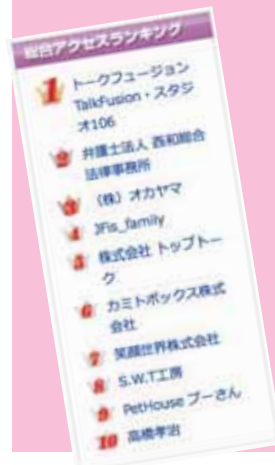 総合アクセスランキング
1 トークフュージョン
TalkFusion・スタジ
オ106
2 弁護士法人 西和総合
法律事務所
3 (株) オカヤマ
4 JFis_family
5 株式会社 トップトー
ク
6 カミトボックス株式
会社
7 笑顔世界株式会社
8 S.W.T工房
9 PetHouse プーさん
10 高橋孝治